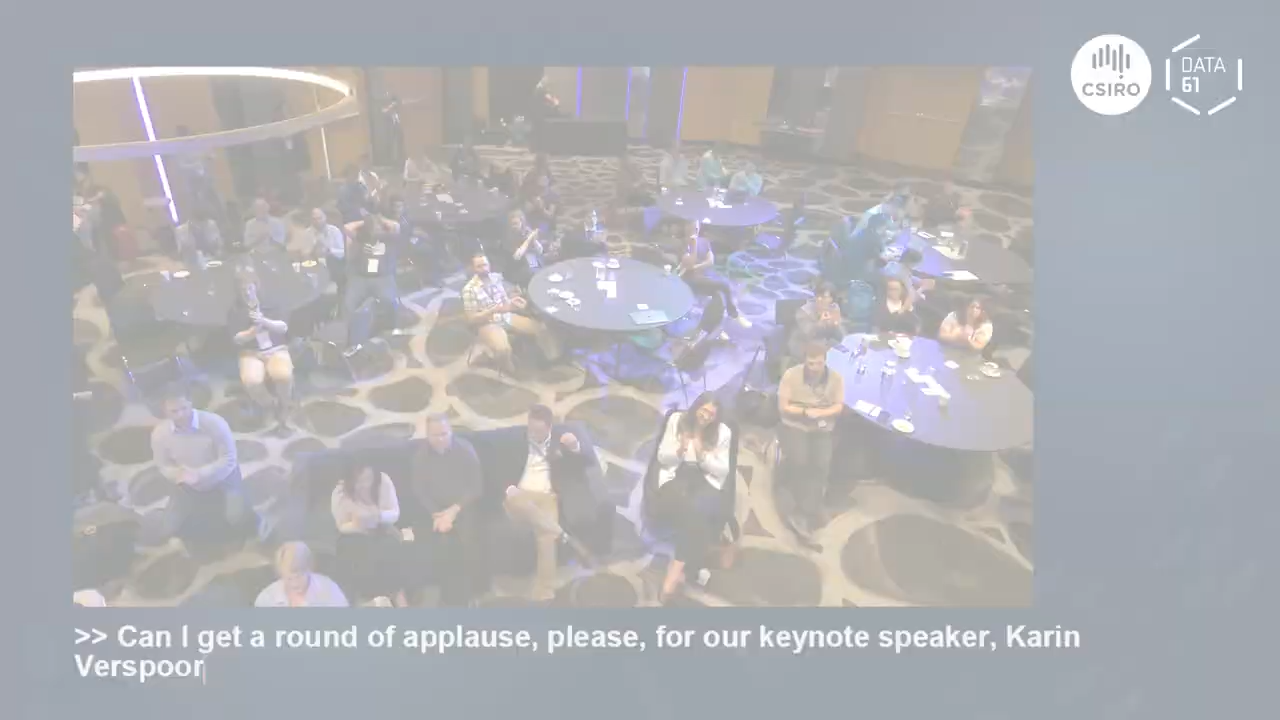 CSIRO
DATA
61
>> Can I get a round of applause, please, for our keynote speaker, Karin
Verspoor